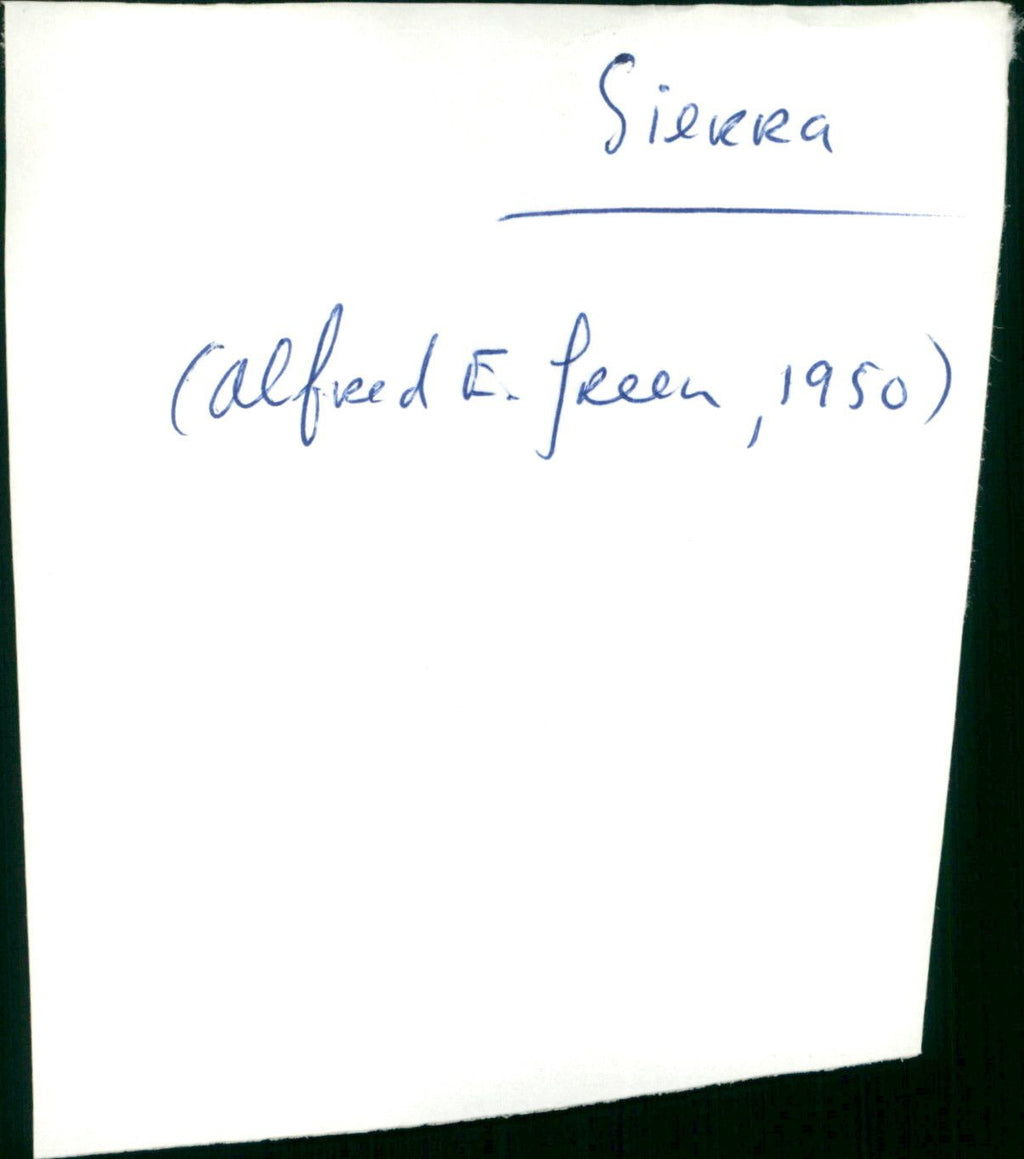 Sierra
(Alfred E. Green, 1950)